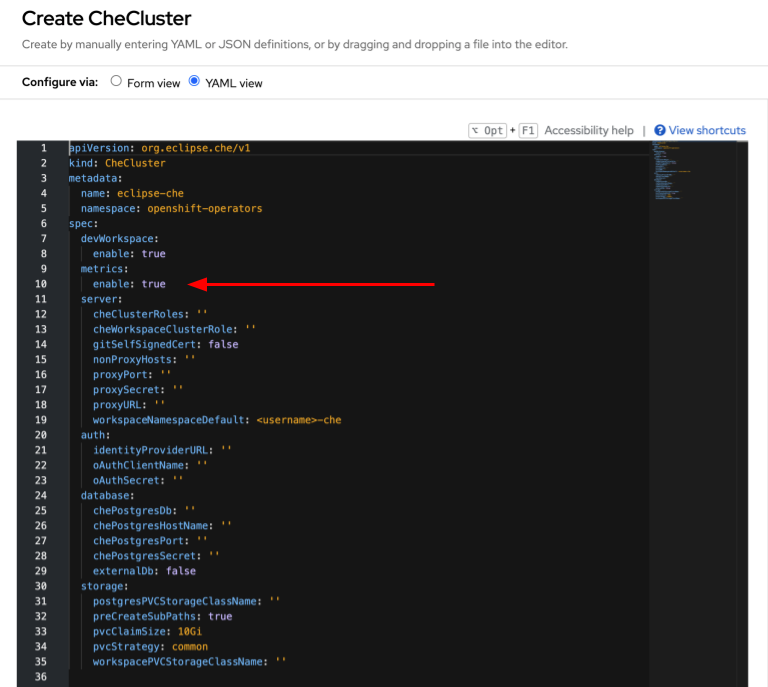 Create CheCluster
Create by manually entering YAML or JSON definitions, or by dragging and dropping a file into the editor.
Configure via: Form view YAML view
⌥ Opt + F1 Accessibility help | View shortcuts
1 apiVersion: org.eclipse.che/v1
2 kind: CheCluster
3 metadata:
4   name: eclipse-che
5   namespace: openshift-operators
6 spec:
7   devWorkspace:
8     enable: true
9   metrics:
10     enable: true
11   server:
12     cheClusterRoles: ''
13     cheWorkspaceClusterRole: ''
14     gitSelfSignedCert: false
15     nonProxyHosts: ''
16     proxyPort: ''
17     proxySecret: ''
18     proxyURL: ''
19     workspaceNamespaceDefault: <username>-che
20   auth:
21     identityProviderURL: ''
22     oAuthClientName: ''
23     oAuthSecret: ''
24   database:
25     chePostgresDb: ''
26     chePostgresHostName: ''
27     chePostgresPort: ''
28     chePostgresSecret: ''
29     externalDb: false
30   storage:
31     postgresPVCStorageClassName: ''
32     preCreateSubPaths: true
33     pvcClaimSize: 10Gi
34     pvcStrategy: common
35     workspacePVCStorageClassName: ''
36